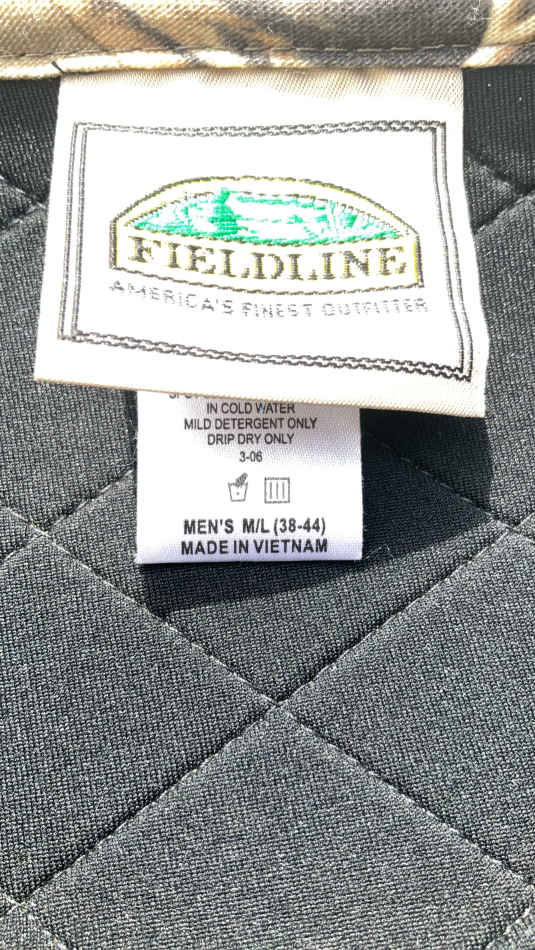 FIELDLINE
AMERICA'S FINEST OUTFITTER
IN COLD WATER
MILD DETERGENT ONLY
DRIP DRY ONLY
3-06
MEN'S M/L (38-44)
MADE IN VIETNAM